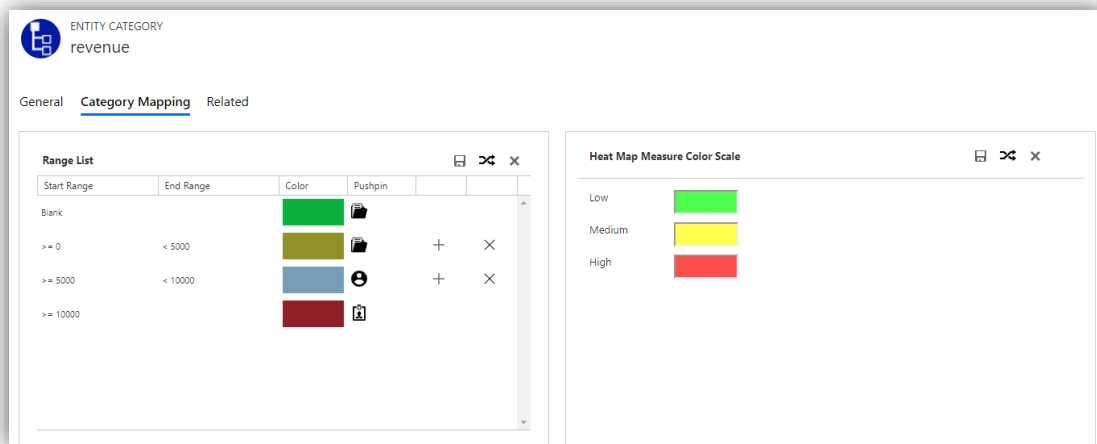 ENTITY CATEGORY
revenue
General Category Mapping Related
Range List
Start Range End Range Color Pushpin
Blank
>= 0 < 5000
>= 5000 < 10000
>= 10000
Heat Map Measure Color Scale
Low
Medium
High